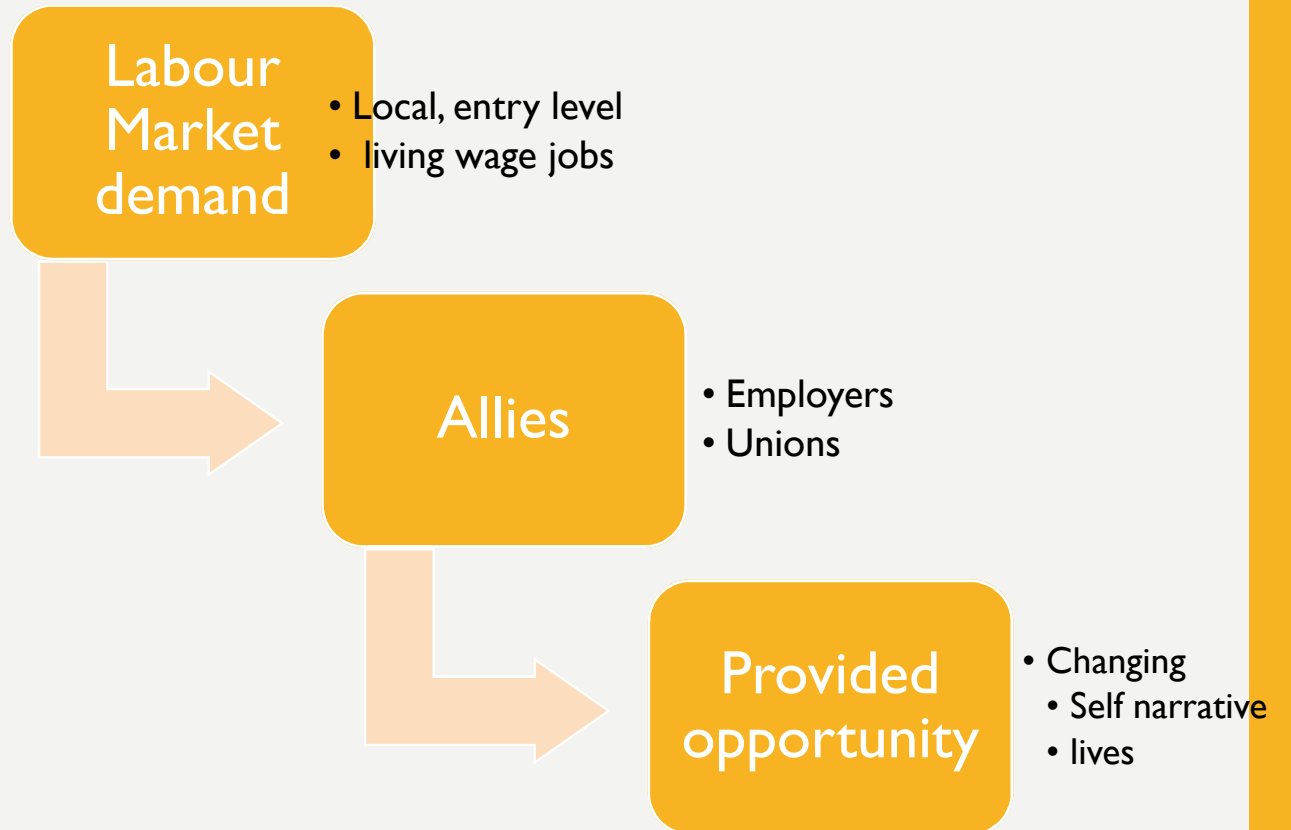 Labour
Market
demand
• Local, entry level
• living wage jobs
Allies
• Employers
• Unions
Provided
opportunity
• Changing
• Self narrative
• lives